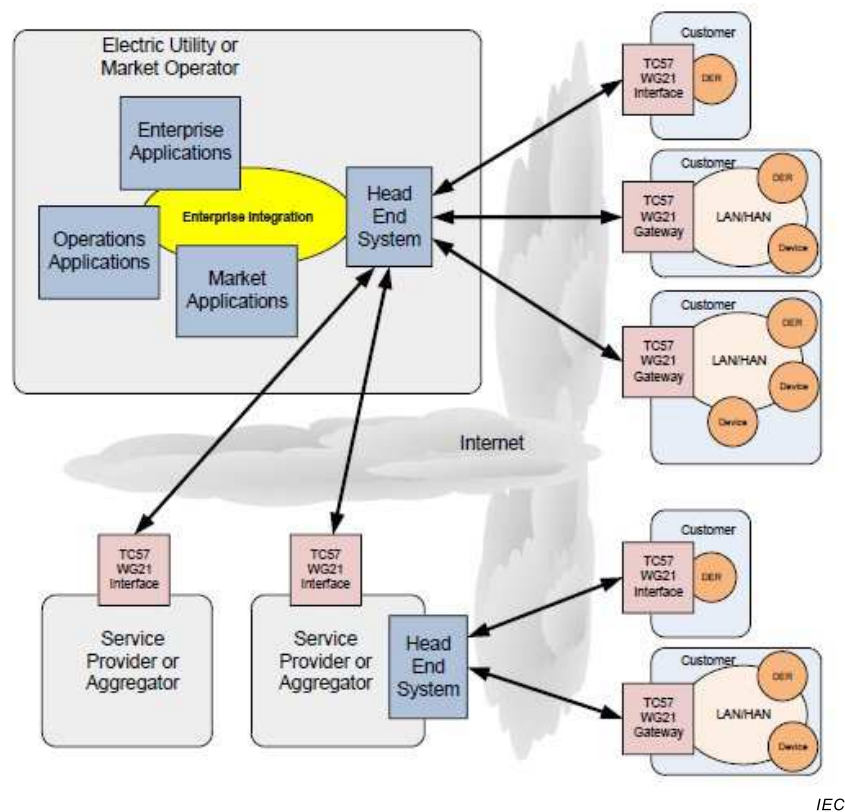 Electric Utility or
Market Operator
Enterprise
Applications
Enterprise Integration
Operations
Applications
Market
Applications
Head
End
System
Customer
TC57
WG21
Interface
DER
Customer
TC57
WG21
Gateway
LAN/HAN
DER
Device
Customer
TC57
WG21
Gateway
LAN/HAN
DER
Device
Device
Internet
TC57
WG21
Interface
Service
Provider or
Aggregator
TC57
WG21
Interface
Service
Provider or
Aggregator
Head
End
System
Customer
TC57
WG21
Interface
DER
Customer
TC57
WG21
Gateway
LAN/HAN
DER
Device
IEC